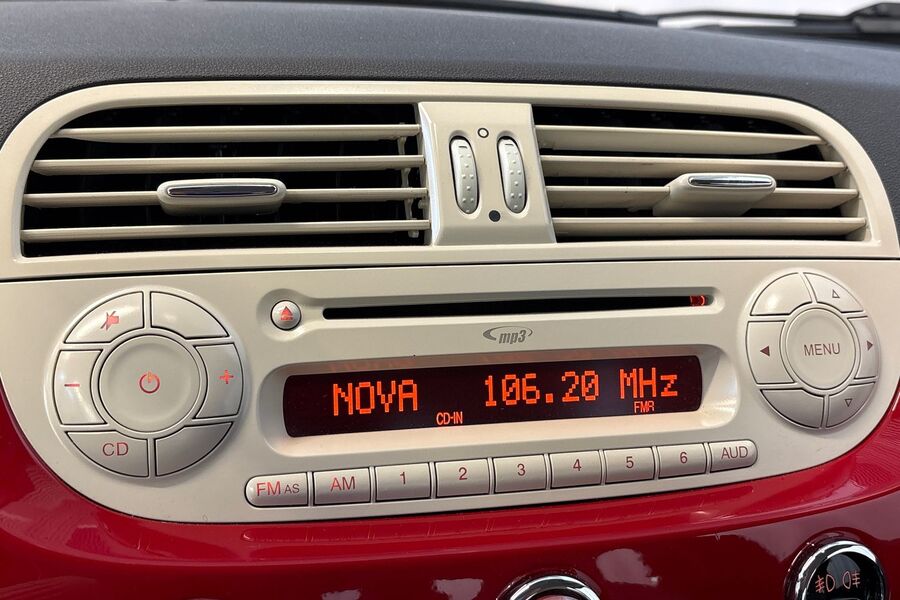 mp3
NOVA 106.20 MHz
CD-IN FMR
MENU
CD
FM AS AM 1 2 3 4 5 6 AUD